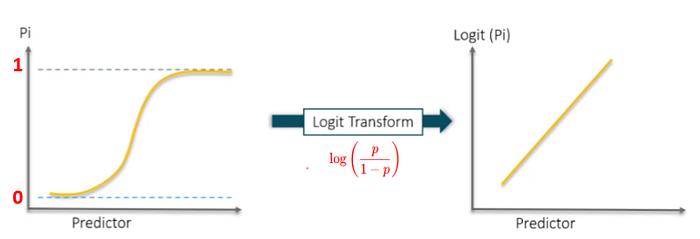 Pi
1
0
Predictor
Logit Transform
log(p/(1−p))
Logit (Pi)
Predictor